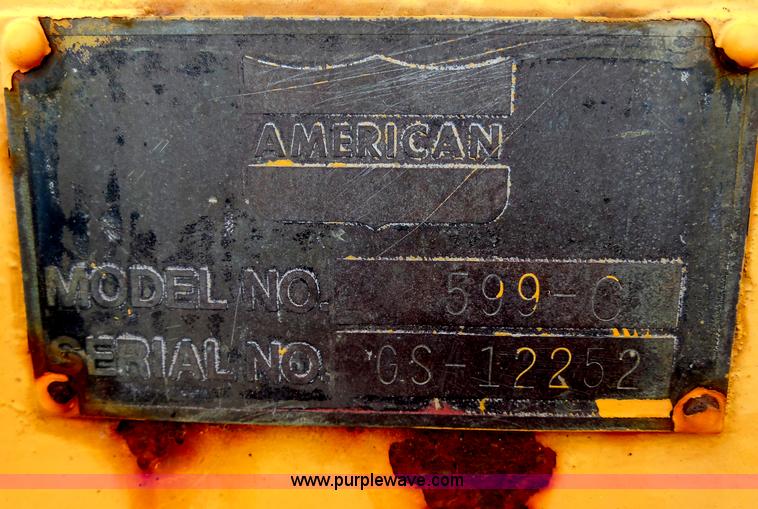 AMERICAN
MODEL NO. 599-C
SERIAL NO. GS-12252
www.purplewave.com